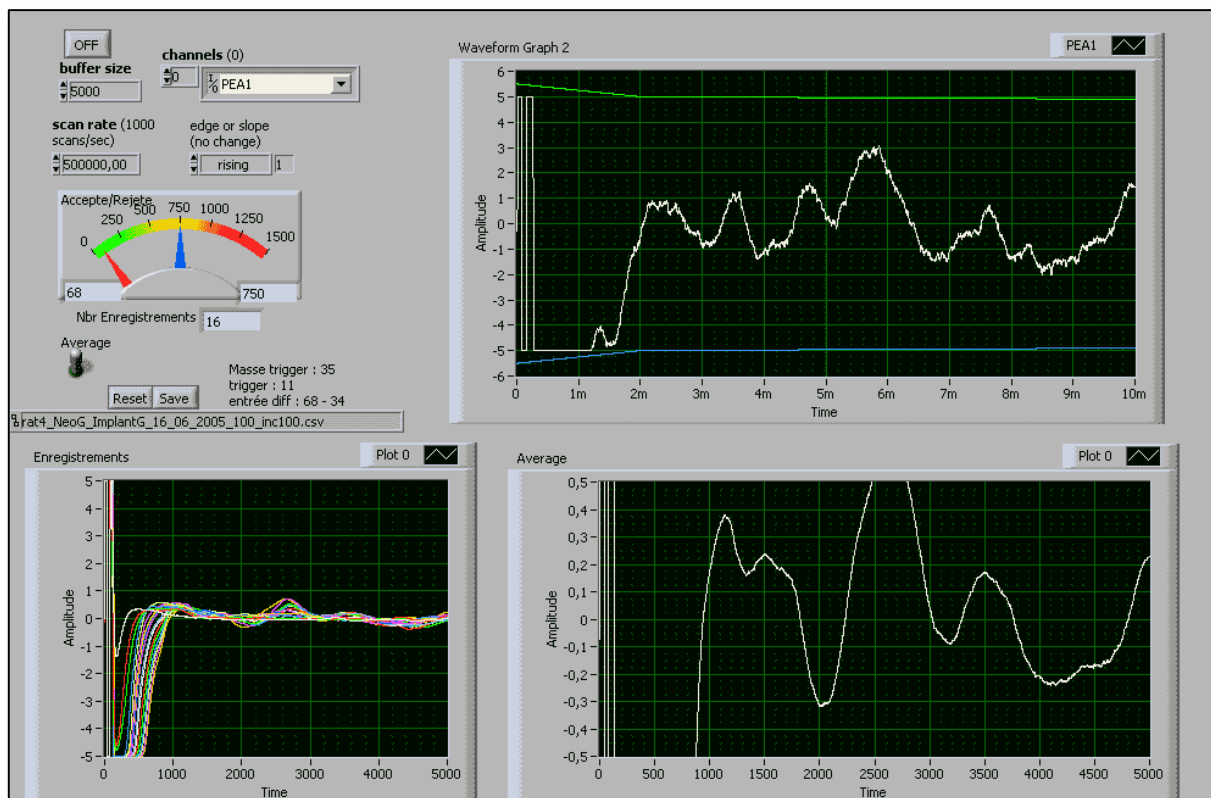 OFF
buffer size
5000
channels (0)
0
I/O PEA1
scan rate (1000
scans/sec)
500000,00
edge or slope
(no change)
rising 1
Accepte/Rejete
0 250 500 750 1000 1250 1500
68 750
Nbr Enregistrements 16
Average
Masse trigger : 35
trigger : 11
entrée diff : 68 - 34
Reset Save
rat4_NeoG_ImplantG_16_06_2005_100_inc100.csv
Waveform Graph 2
PEA1
Amplitude
6
5
4
3
2
1
0
-1
-2
-3
-4
-5
-6
0 1m 2m 3m 4m 5m 6m 7m 8m 9m 10m
Time
Enregistrements
Plot 0
Amplitude
5
4
3
2
1
0
-1
-2
-3
-4
-5
0 1000 2000 3000 4000 5000
Time
Average
Plot 0
Amplitude
0,5
0,4
0,3
0,2
0,1
0
-0,1
-0,2
-0,3
-0,4
-0,5
0 500 1000 1500 2000 2500 3000 3500 4000 4500 5000
Time